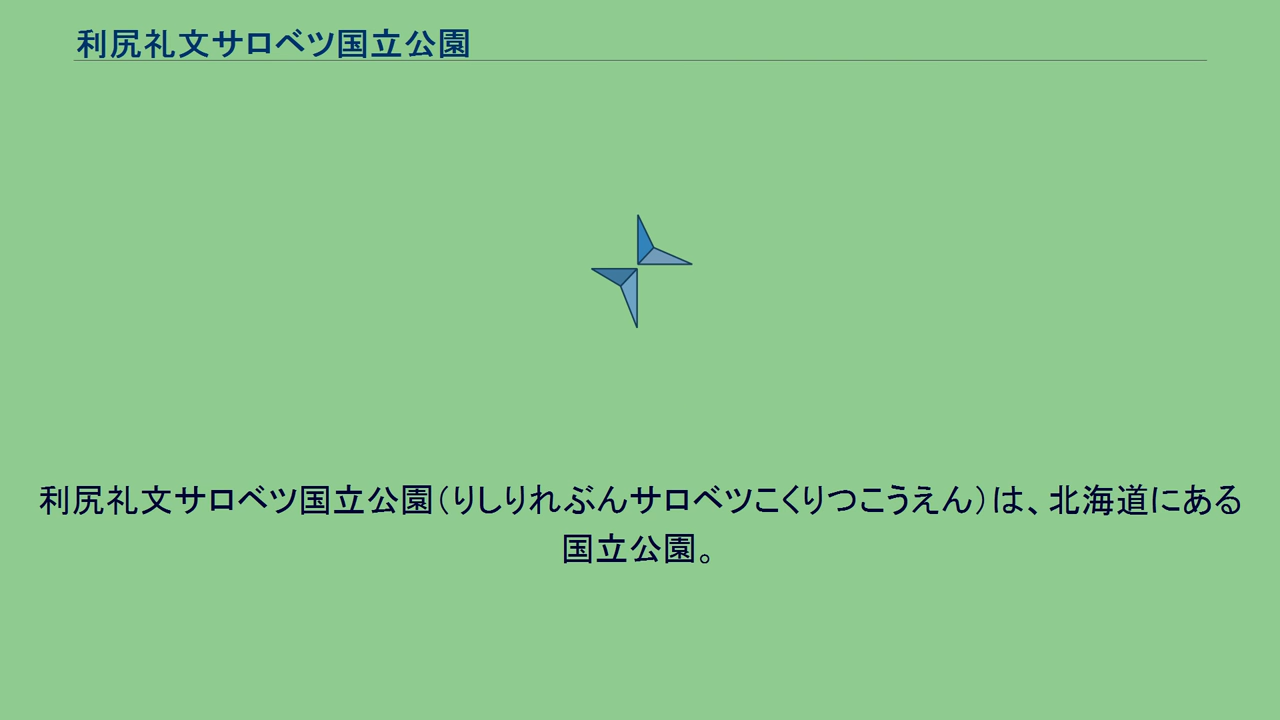 利尻礼文サロベツ国立公園
利尻礼文サロベツ国立公園（りしりれぶんサロベツこくりつこうえん）は、北海道にある
国立公園。